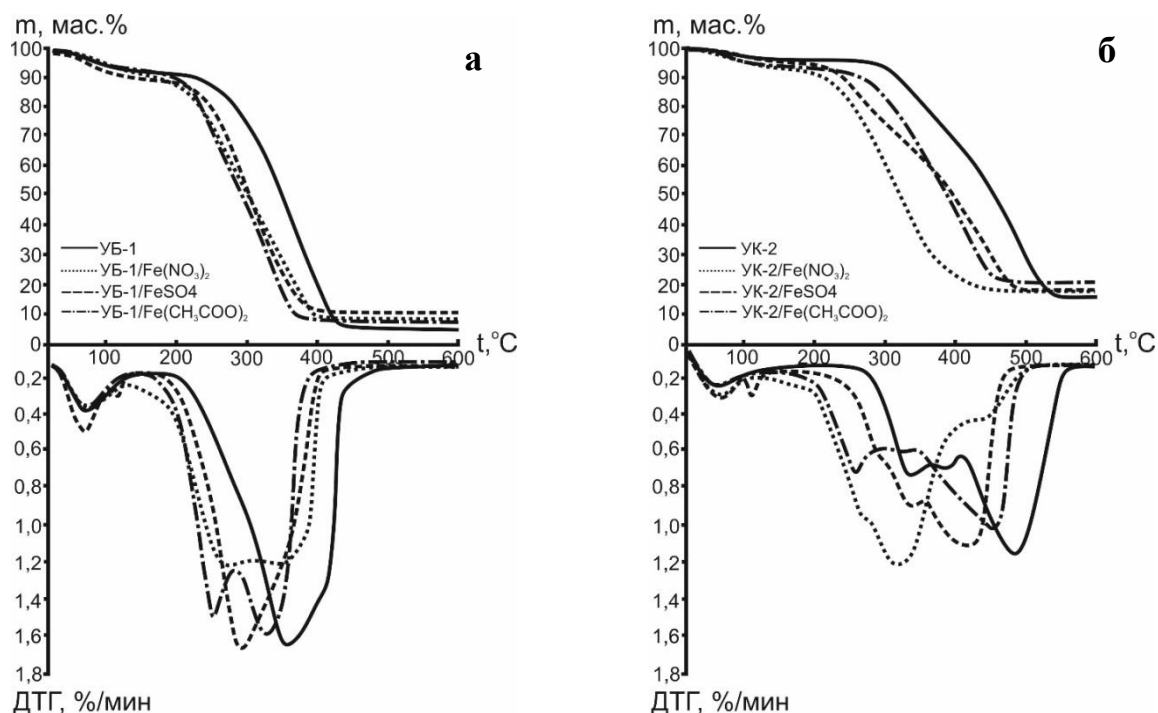 m, мас.%
а
100
90
80
70
60
50
40
30
20
10
0
УБ-1
УБ-1/Fe(NO₃)₂
УБ-1/FeSO4
УБ-1/Fe(CH₃COO)₂
100 200 300 400 500 600 t,°C
0,2
0,4
0,6
0,8
1,0
1,2
1,4
1,6
1,8
ДТГ, %/мин
m, мас.%
б
100
90
80
70
60
50
40
30
20
10
0
УК-2
УК-2/Fe(NO₃)₂
УК-2/FeSO4
УК-2/Fe(CH₃COO)₂
100 200 300 400 500 600 t,°C
0,2
0,4
0,6
0,8
1,0
1,2
1,4
1,6
1,8
ДТГ, %/мин